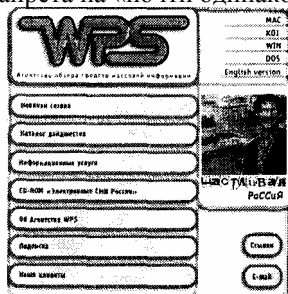 MAC
KOI
WIN
DOS
English version
WPS
Агентство обзора средств массовой информации
Новинки сезона
Каталог дайджестов
Информационные услуги
CD-ROM «Электронные СМИ России»
Об Агентстве WPS
Подписка
Наши клиенты
РоССиЯ
Ссылки
E-mail